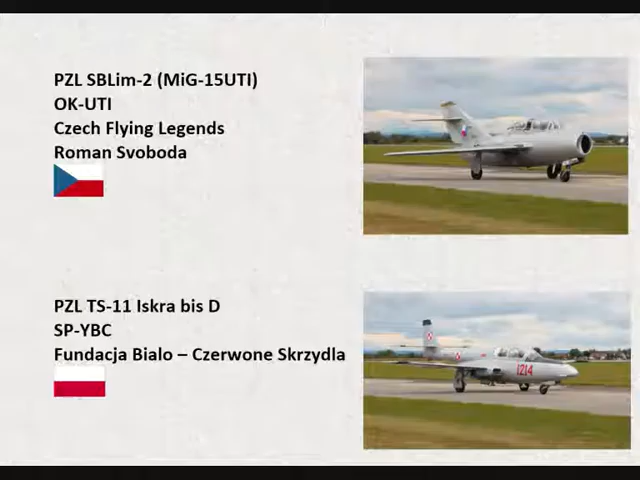 PZL SBLim-2 (MiG-15UTI)
OK-UTI
Czech Flying Legends
Roman Svoboda
PZL TS-11 Iskra bis D
SP-YBC
Fundacja Bialo – Czerwone Skrzydla
1214